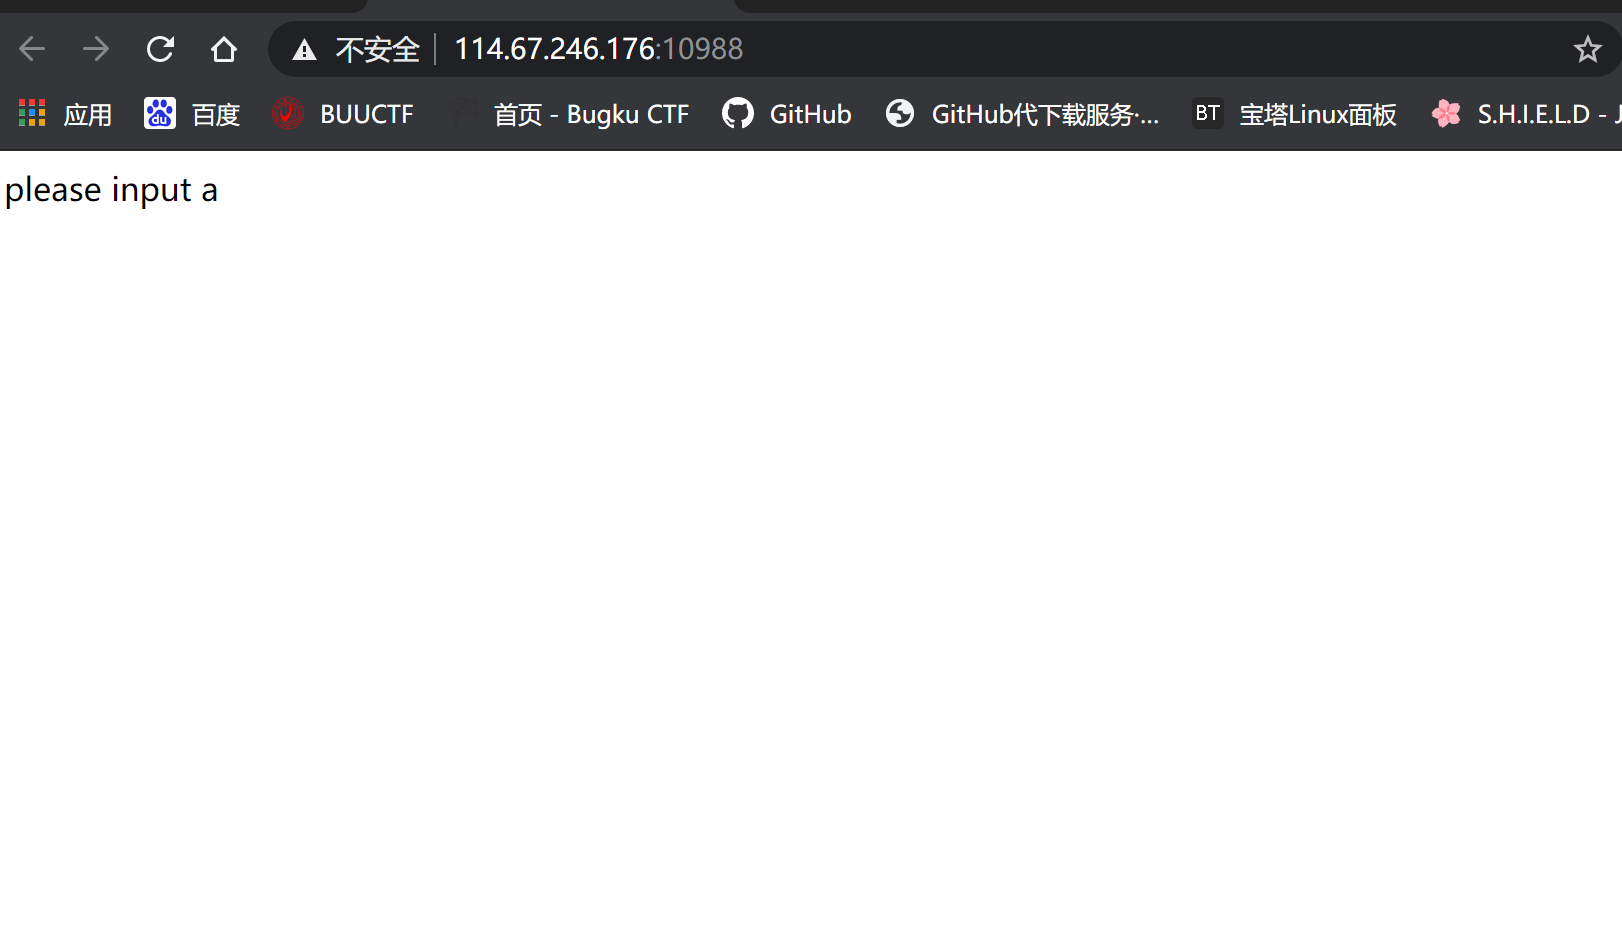 不安全 114.67.246.176:10988
应用 百度 BUUCTF 首页 - Bugku CTF GitHub GitHub代下载服务·... BT 宝塔Linux面板 S.H.I.E.L.D -
please input a